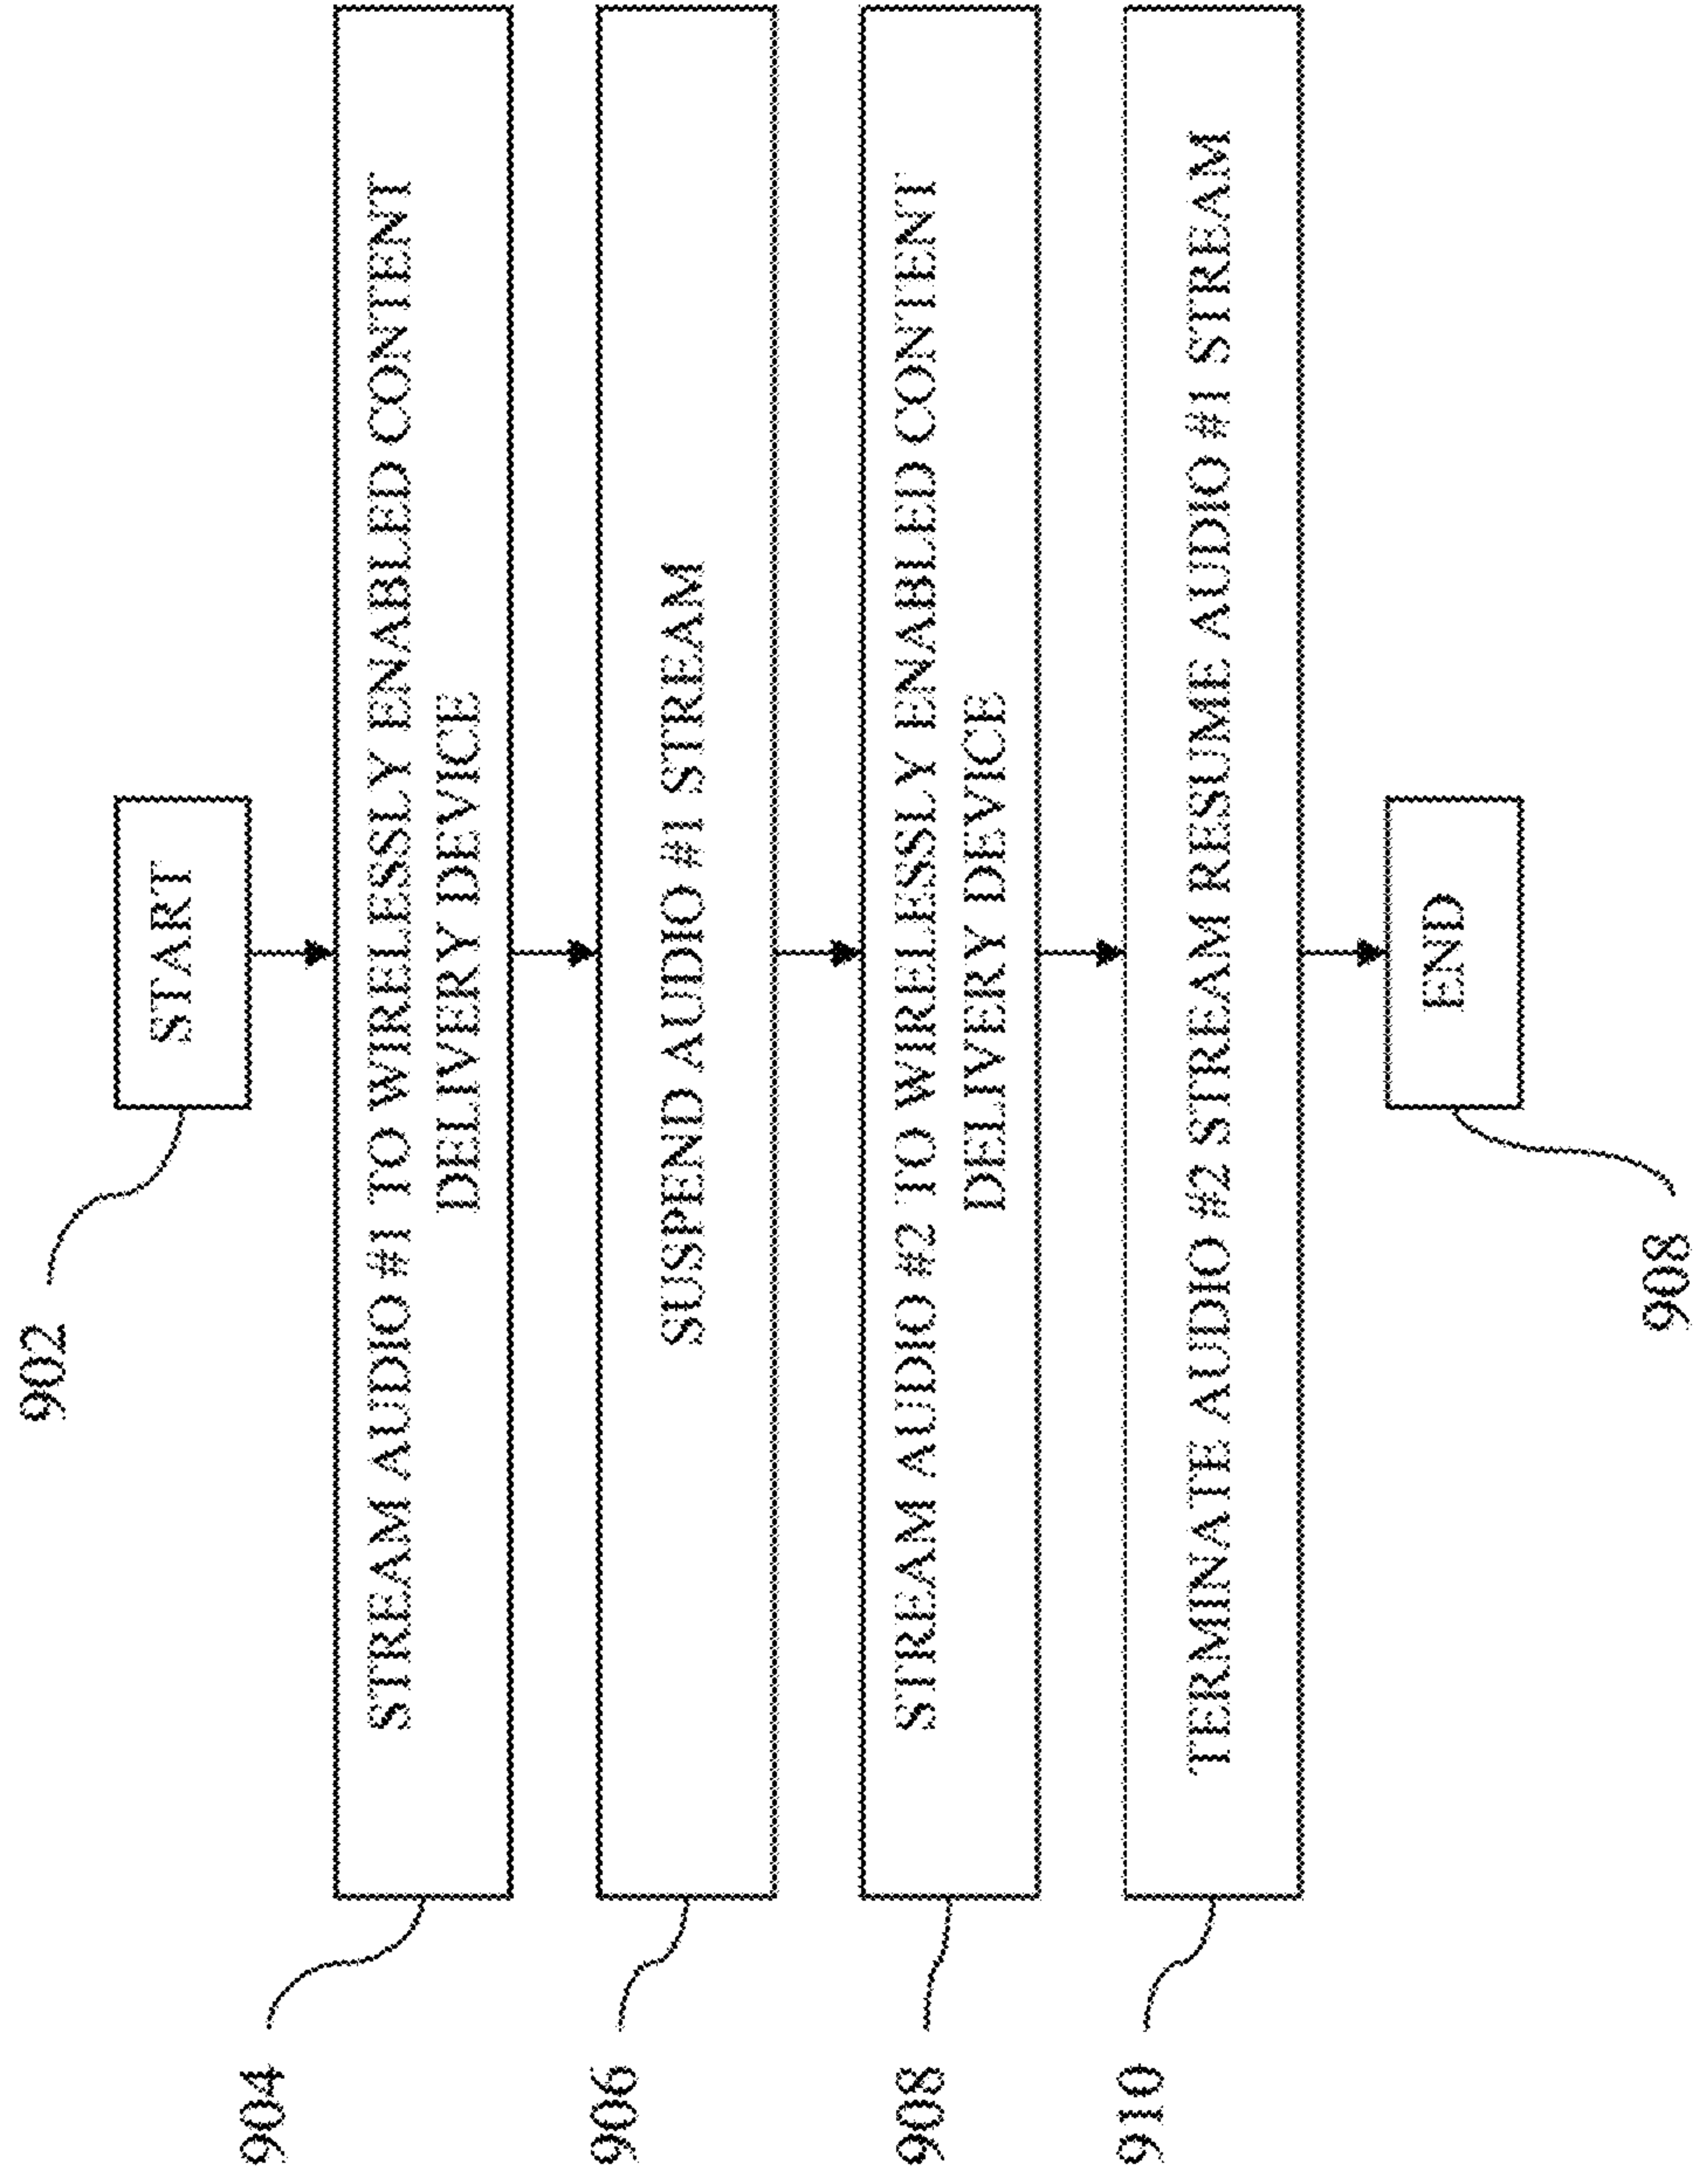 902
START
904
STREAM AUDIO #1 TO WIRELESSLY ENABLED CONTENT
DELIVERY DEVICE
906
SUSPEND AUDIO #1 STREAM
908
STREAM AUDIO #2 TO WIRELESSLY ENABLED CONTENT
DELIVERY DEVICE
910
TERMINATE AUDIO #2 STREAM RESUME AUDIO #1 STREAM
END
908